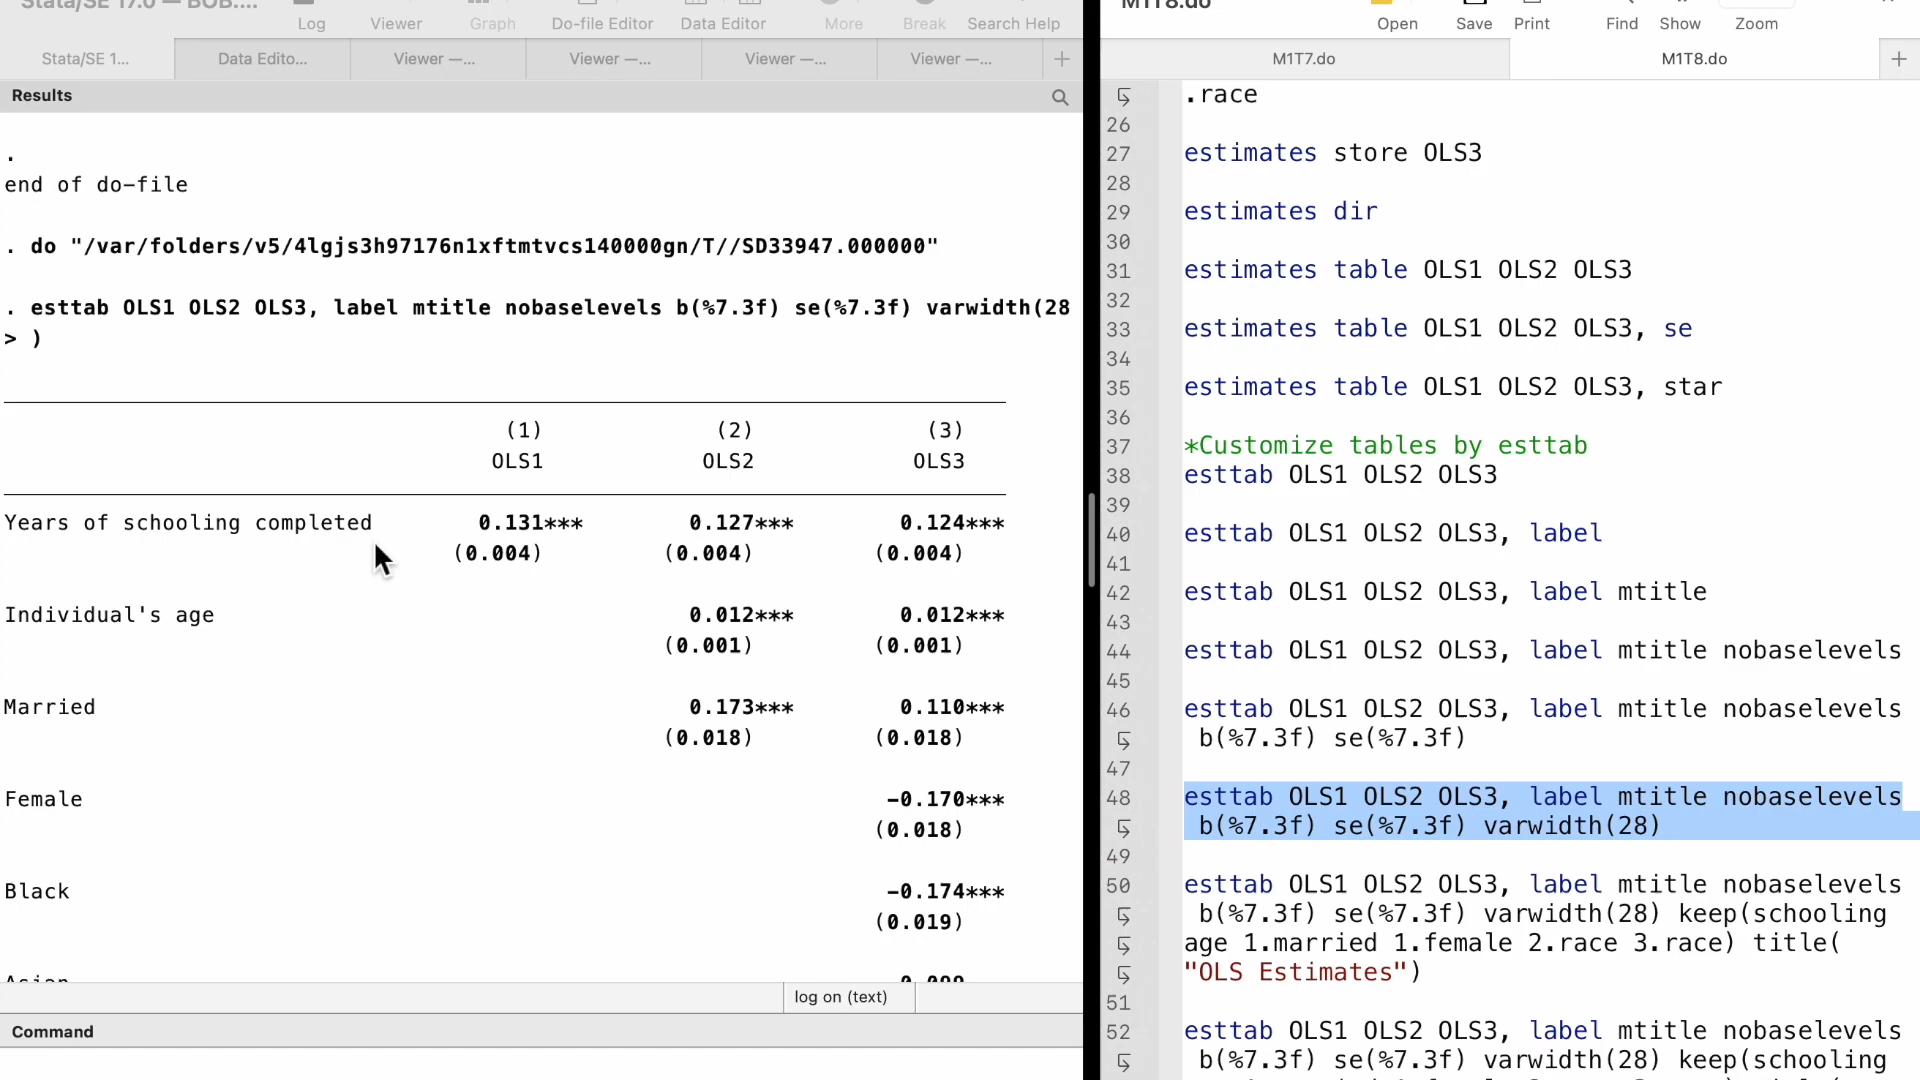 Stata/SE 17.0 — BOB....
Log Viewer Graph Do-file Editor Data Editor More Break Search Help
Stata/SE 1... Data Edito... Viewer —... Viewer —... Viewer —... Viewer —... +
Results
.
end of do-file
. do "/var/folders/v5/4lgjs3h97176n1xftmtvcs140000gn/T//SD33947.000000"
. esttab OLS1 OLS2 OLS3, label mtitle nobaselevels b(%7.3f) se(%7.3f) varwidth(28
> )
(1) (2) (3)
OLS1 OLS2 OLS3
Years of schooling completed 0.131*** 0.127*** 0.124***
(0.004) (0.004) (0.004)
Individual's age 0.012*** 0.012***
(0.001) (0.001)
Married 0.173*** 0.110***
(0.018) (0.018)
Female -0.170***
(0.018)
Black -0.174***
(0.019)
Asian 0.099
log on (text)
Command
M1T8.do
Open Save Print Find Show Zoom
M1T7.do M1T8.do +
.race
26
27 estimates store OLS3
28
29 estimates dir
30
31 estimates table OLS1 OLS2 OLS3
32
33 estimates table OLS1 OLS2 OLS3, se
34
35 estimates table OLS1 OLS2 OLS3, star
36
37 *Customize tables by esttab
38 esttab OLS1 OLS2 OLS3
39
40 esttab OLS1 OLS2 OLS3, label
41
42 esttab OLS1 OLS2 OLS3, label mtitle
43
44 esttab OLS1 OLS2 OLS3, label mtitle nobaselevels
45
46 esttab OLS1 OLS2 OLS3, label mtitle nobaselevels
b(%7.3f) se(%7.3f)
47
48 esttab OLS1 OLS2 OLS3, label mtitle nobaselevels
b(%7.3f) se(%7.3f) varwidth(28)
49
50 esttab OLS1 OLS2 OLS3, label mtitle nobaselevels
b(%7.3f) se(%7.3f) varwidth(28) keep(schooling
age 1.married 1.female 2.race 3.race) title(
"OLS Estimates")
51
52 esttab OLS1 OLS2 OLS3, label mtitle nobaselevels
b(%7.3f) se(%7.3f) varwidth(28) keep(schooling